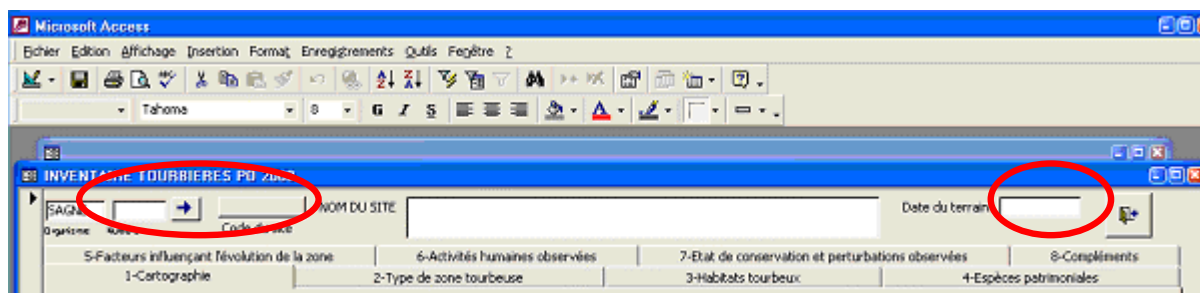 Microsoft Access
Fichier Edition Affichage Insertion Format Enregistrements Outils Fenêtre ?
Tahoma 8 G I S
INVENTAIRE TOURBIERES PO
SAGNE NOM DU SITE Date du terrain
Organisme Code du site
5-Facteurs influençant l'évolution de la zone 6-Activités humaines observées 7-Etat de conservation et perturbations observées 8-Compléments
1-Cartographie 2-Type de zone tourbeuse 3-Habitats tourbeux 4-Espèces patrimoniales